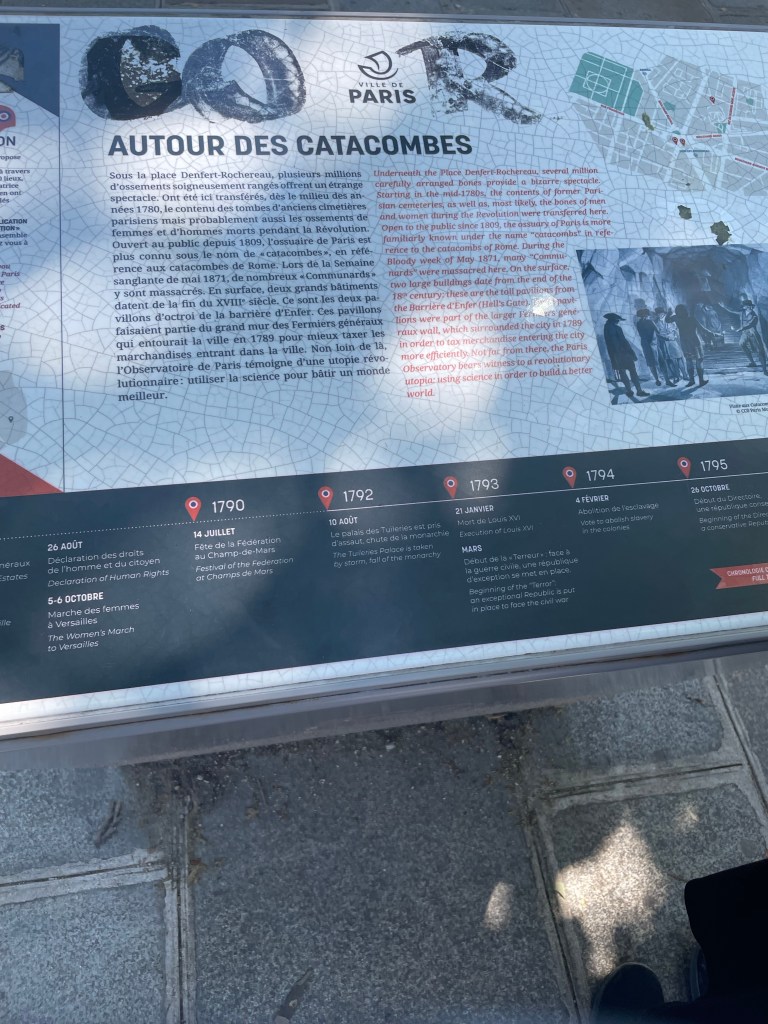 CO R
VILLE DE
PARIS
AUTOUR DES CATACOMBES
Sous la place Denfert-Rochereau, plusieurs millions
d'ossements soigneusement rangés offrent un étrange
spectacle. Ont été ici transférés, dès le milieu des an-
nées 1780, le contenu des tombes d'anciens cimetières
parisiens mais probablement aussi les ossements de
femmes et d'hommes morts pendant la Révolution.
Ouvert au public depuis 1809, l'ossuaire de Paris est
plus connu sous le nom de «catacombes», en réfé-
rence aux catacombes de Rome. Lors de la Semaine
sanglante de mai 1871, de nombreux «Communards»
y sont massacrés. En surface, deux grands bâtiments
datent de la fin du XVIIIᵉ siècle. Ce sont les deux pa-
villons d'octroi de la barrière d'Enfer. Ces pavillons
faisaient partie du grand mur des Fermiers généraux
qui entourait la ville en 1789 pour mieux taxer les
marchandises entrant dans la ville. Non loin de là,
l'Observatoire de Paris témoigne d'une utopie révo-
lutionnaire: utiliser la science pour bâtir un monde
meilleur.
Underneath the Place Denfert-Rochereau, several million
carefully arranged bones provide a bizarre spectacle.
Starting in the mid-1780s, the contents of former Pari-
sian cemeteries, as well as, most likely, the bones of men
and women during the Revolution were transferred here.
Open to the public since 1809, the ossuary of Paris is more
familiarly known under the name "catacombs" in refe-
rence to the catacombs of Rome. During the
Bloody week of May 1871, many "Commu-
nards" were massacred here. On the surface,
two large buildings date from the end of the
18ᵗʰ century: these are the toll pavilions from
the Barrière d'Enfer (Hell's Gate). These pavi-
lions were part of the larger Fermiers géné-
raux wall, which surrounded the city in 1789
in order to tax merchandise entering the city
more efficiently. Not far from there, the Paris
Observatory bears witness to a revolutionary
utopia: using science in order to build a better
world.
26 AOÛT
Déclaration des droits
de l'homme et du citoyen
Declaration of Human Rights
5-6 OCTOBRE
Marche des femmes
à Versailles
The Women's March
to Versailles
1790
14 JUILLET
Fête de la Fédération
au Champ-de-Mars
Festival of the Federation
at Champs de Mars
1792
10 AOÛT
Le palais des Tuileries est pris
d'assaut, chute de la monarchie
The Tuileries Palace is taken
by storm, fall of the monarchy
1793
21 JANVIER
Mort de Louis XVI
Execution of Louis XVI
MARS
Début de la «Terreur»: face à
la guerre civile, une république
d'exception se met en place.
Beginning of the "Terror":
an exceptional Republic is put
in place to face the civil war
1794
4 FÉVRIER
Abolition de l'esclavage
Vote to abolish slavery
in the colonies
1795
26 OCTOBRE
Début du Directoire,
une république conse
Beginning of the Direc
a conservative Repub
CHRONOLOGIE C
FULL T